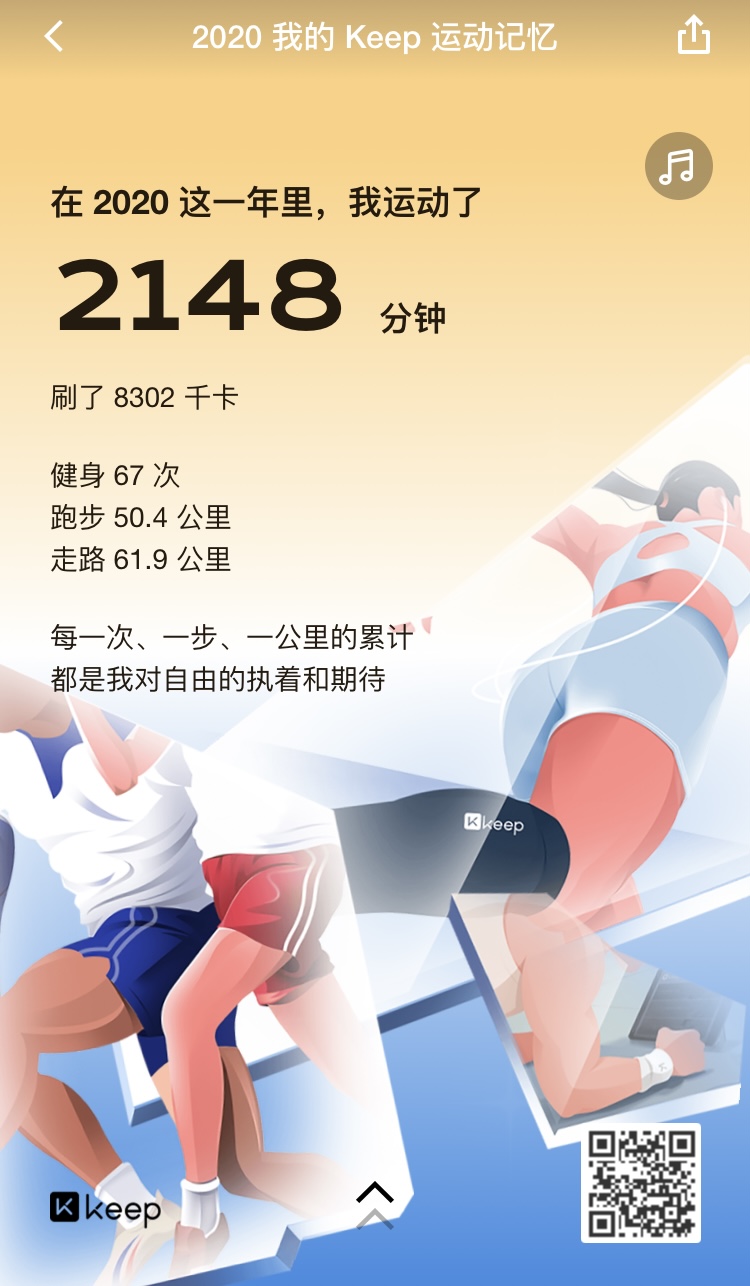 2020 我的 Keep 运动记忆
在 2020 这一年里，我运动了
2148 分钟
刷了 8302 千卡
健身 67 次
跑步 50.4 公里
走路 61.9 公里
每一次、一步、一公里的累计
都是我对自由的执着和期待
keep
keep